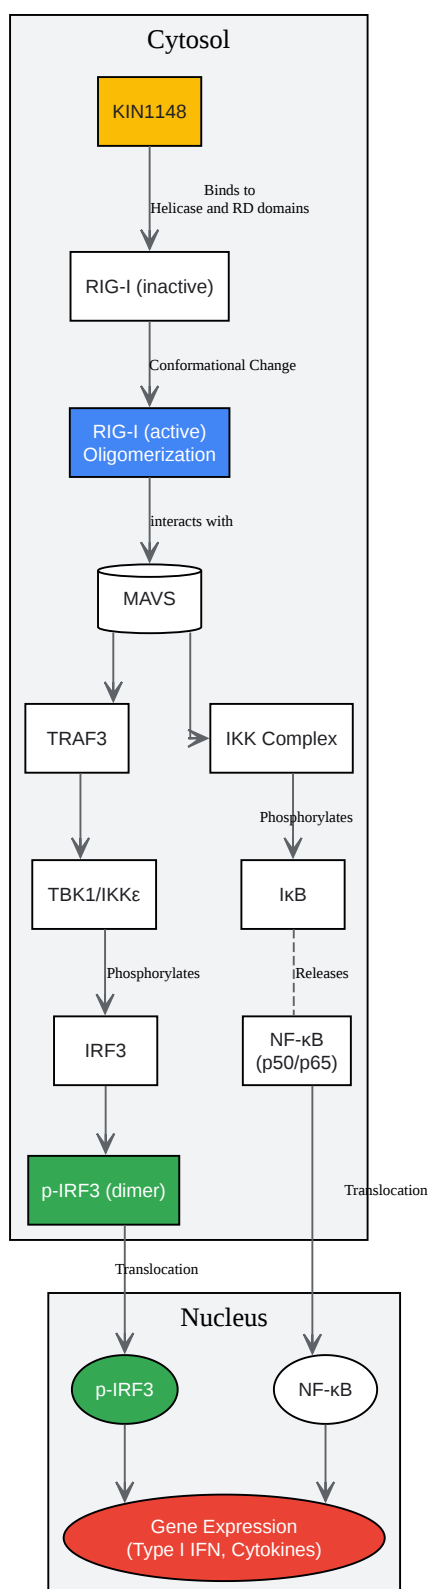 Cytosol
KIN1148
Binds to
Helicase and RD domains
RIG-I (inactive)
Conformational Change
RIG-I (active)
Oligomerization
interacts with
MAVS
TRAF3
IKK Complex
Phosphorylates
TBK1/IKKε
IκB
Phosphorylates
Releases
IRF3
NF-κB
(p50/p65)
p-IRF3 (dimer)
Translocation
Translocation
Nucleus
p-IRF3
NF-κB
Gene Expression
(Type I IFN, Cytokines)